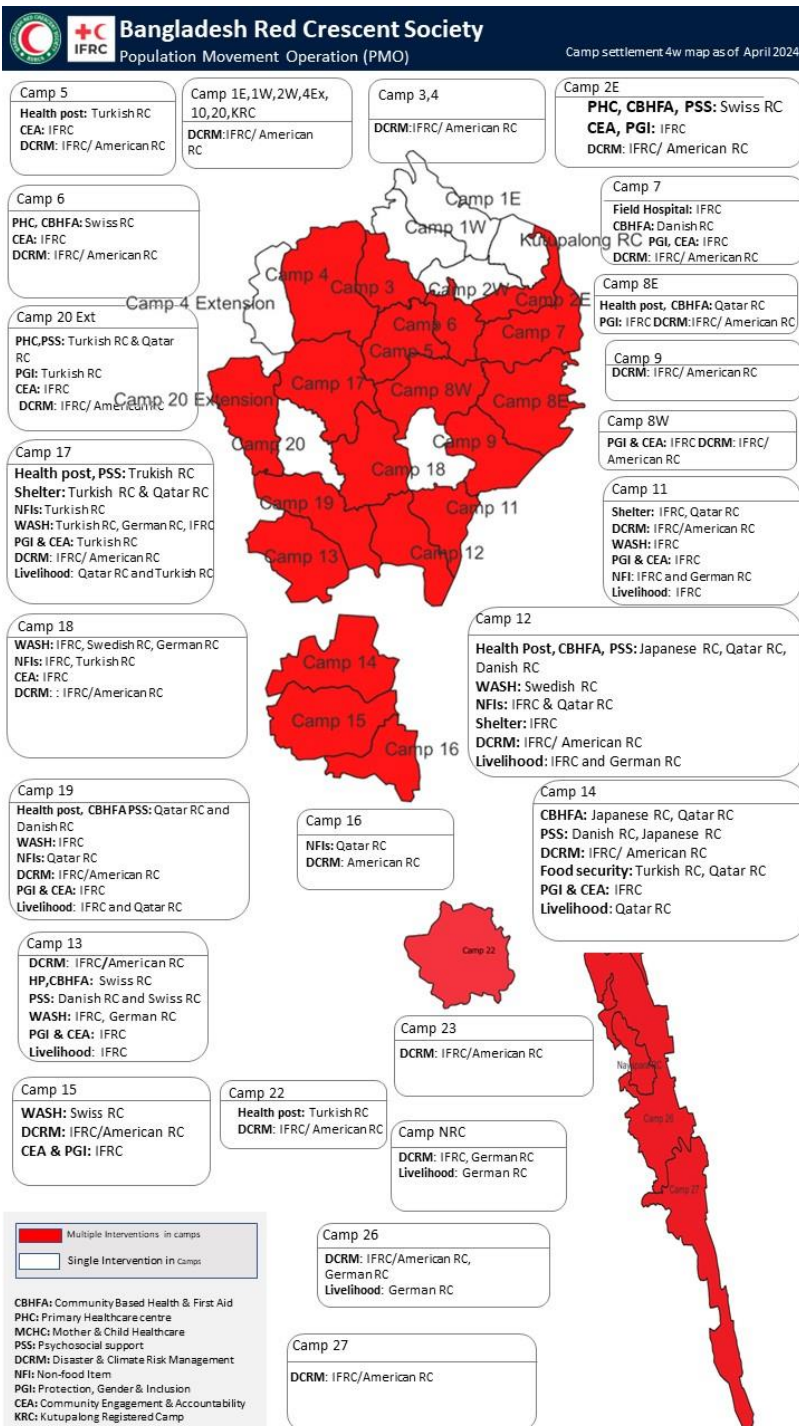 Bangladesh Red Crescent Society
IFRC
Population Movement Operation (PMO)
Camp settlement 4w map as of April 2024
Camp 5
Health post: Turkish RC
CEA: IFRC
DCRM: IFRC/ American RC
Camp 1E,1W,2W,4Ex,
10,20,KRC
DCRM:IFRC/ American
RC
Camp 3,4
DCRM:IFRC/ American RC
Camp 2E
PHC, CBHFA, PSS: Swiss RC
CEA, PGI: IFRC
DCRM: IFRC/ American RC
Camp 6
PHC, CBHFA: Swiss RC
CEA: IFRC
DCRM: IFRC/ American RC
Camp 7
Field Hospital: IFRC
CBHFA: Danish RC
PGI, CEA: IFRC
DCRM: IFRC/ American RC
Camp 8E
Health post, CBHFA: Qatar RC
PGI: IFRC DCRM:IFRC/ American RC
Camp 20 Ext
PHC,PSS: Turkish RC & Qatar
RC
PGI: Turkish RC
CEA: IFRC
DCRM: IFRC/ American RC
Camp 9
DCRM: IFRC/ American RC
Camp 8W
PGI & CEA: IFRC DCRM: IFRC/
American RC
Camp 17
Health post, PSS: Trukish RC
Shelter: Turkish RC & Qatar RC
NFIs: Turkish RC
WASH: Turkish RC, German RC, IFRC
PGI & CEA: Turkish RC
DCRM: IFRC/ American RC
Livelihood: Qatar RC and Turkish RC
Camp 11
Shelter: IFRC, Qatar RC
DCRM: IFRC/American RC
WASH: IFRC
PGI & CEA: IFRC
NFI: IFRC and German RC
Livelihood: IFRC
Camp 1E
Camp 1W
Kutupalong RC
Camp 4
Camp 3
Camp 2W
Camp 2E
Camp 4 Extension
Camp 6
Camp 7
Camp 5
Camp 17
Camp 8W
Camp 8E
Camp 20 Extension
Camp 20
Camp 9
Camp 18
Camp 19
Camp 11
Camp 13
Camp 12
Camp 18
WASH: IFRC, Swedish RC, German RC
NFIs: IFRC, Turkish RC
CEA: IFRC
DCRM: : IFRC/American RC
Camp 14
Camp 15
Camp 16
Camp 12
Health Post, CBHFA, PSS: Japanese RC, Qatar RC,
Danish RC
WASH: Swedish RC
NFIs: IFRC & Qatar RC
Shelter: IFRC
DCRM: IFRC/ American RC
Livelihood: IFRC and German RC
Camp 19
Health post, CBHFA PSS: Qatar RC and
Danish RC
WASH: IFRC
NFIs: Qatar RC
DCRM: IFRC/American RC
PGI & CEA: IFRC
Livelihood: IFRC and Qatar RC
Camp 16
NFIs: Qatar RC
DCRM: American RC
Camp 14
CBHFA: Japanese RC, Qatar RC
PSS: Danish RC, Japanese RC
DCRM: IFRC/ American RC
Food security: Turkish RC, Qatar RC
PGI & CEA: IFRC
Livelihood: Qatar RC
Camp 13
DCRM: IFRC/American RC
HP,CBHFA: Swiss RC
PSS: Danish RC and Swiss RC
WASH: IFRC, German RC
PGI & CEA: IFRC
Livelihood: IFRC
Camp 22
Camp 23
DCRM: IFRC/American RC
Camp 15
WASH: Swiss RC
DCRM: IFRC/American RC
CEA & PGI: IFRC
Camp 22
Health post: Turkish RC
DCRM: IFRC/ American RC
Camp NRC
DCRM: IFRC, German RC
Livelihood: German RC
Nayapara RC
Camp 26
Camp 27
Camp 26
DCRM: IFRC/American RC,
German RC
Livelihood: German RC
Camp 27
DCRM: IFRC/American RC
Multiple Interventions in camps
Single Intervention in Camps
CBHFA: Community Based Health & First Aid
PHC: Primary Healthcare centre
MCHC: Mother & Child Healthcare
PSS: Psychosocial support
DCRM: Disaster & Climate Risk Management
NFI: Non-food Item
PGI: Protection, Gender & Inclusion
CEA: Community Engagement & Accountability
KRC: Kutupalong Registered Camp